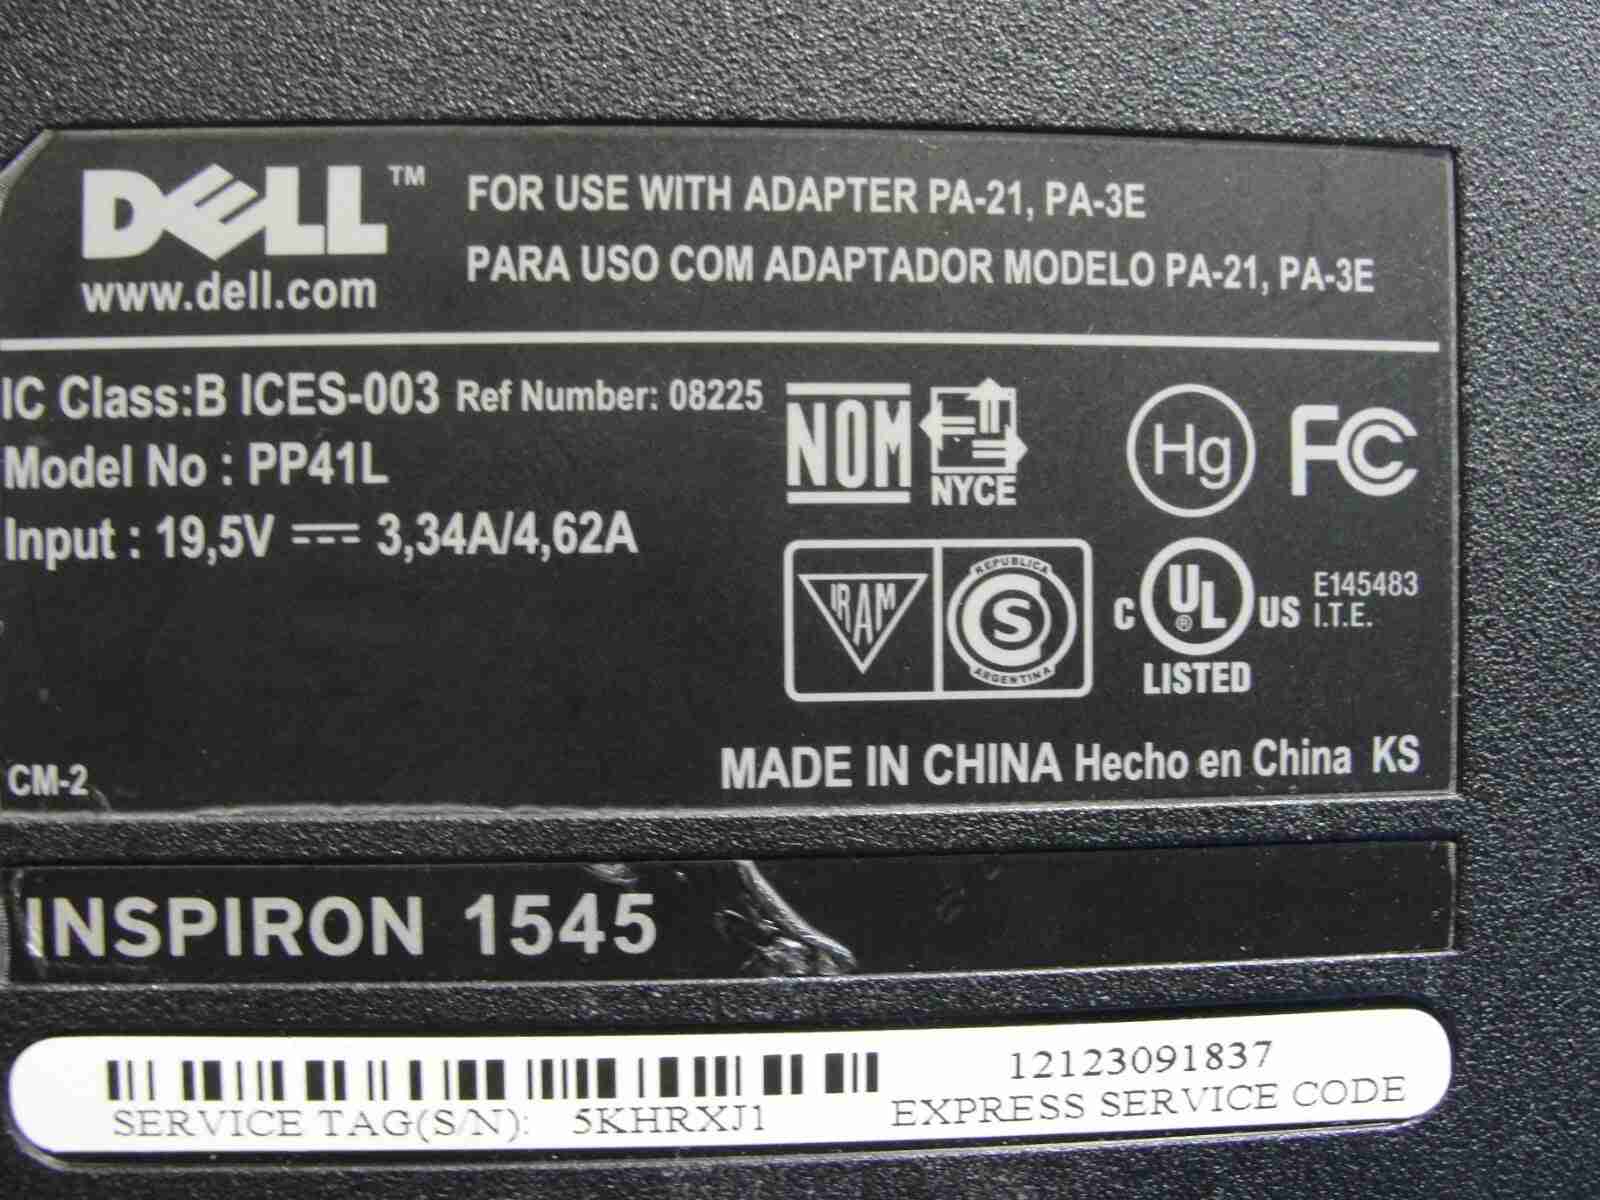 DELL™
www.dell.com
FOR USE WITH ADAPTER PA-21, PA-3E
PARA USO COM ADAPTADOR MODELO PA-21, PA-3E
IC Class:B ICES-003 Ref Number: 08225
Model No : PP41L
Input : 19,5V ⎓ 3,34A/4,62A
NOM
NYCE
Hg
FC
IRAM
REPUBLICA
S
ARGENTINA
C UL® US
LISTED
E145483
I.T.E.
CM-2
MADE IN CHINA Hecho en China KS
INSPIRON 1545
SERVICE TAG(S/N): 5KHRXJ1
12123091837
EXPRESS SERVICE CODE